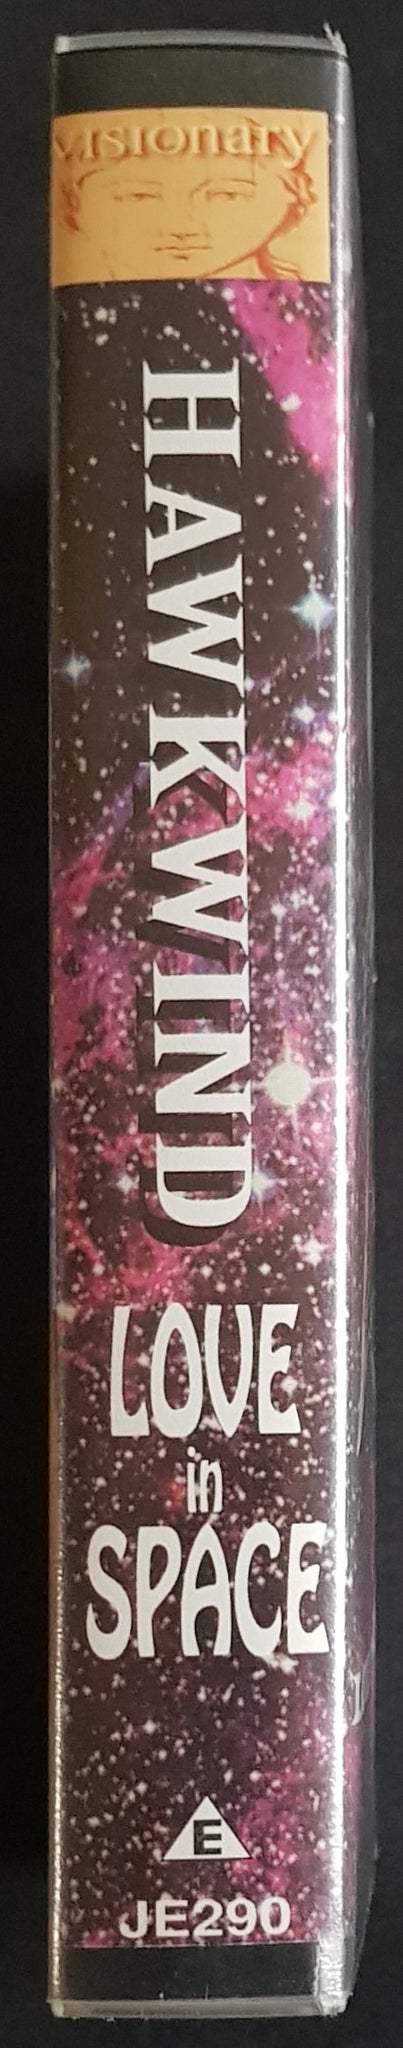 visionary
HAWKWIND
LOVE
in
SPACE
E
JE290